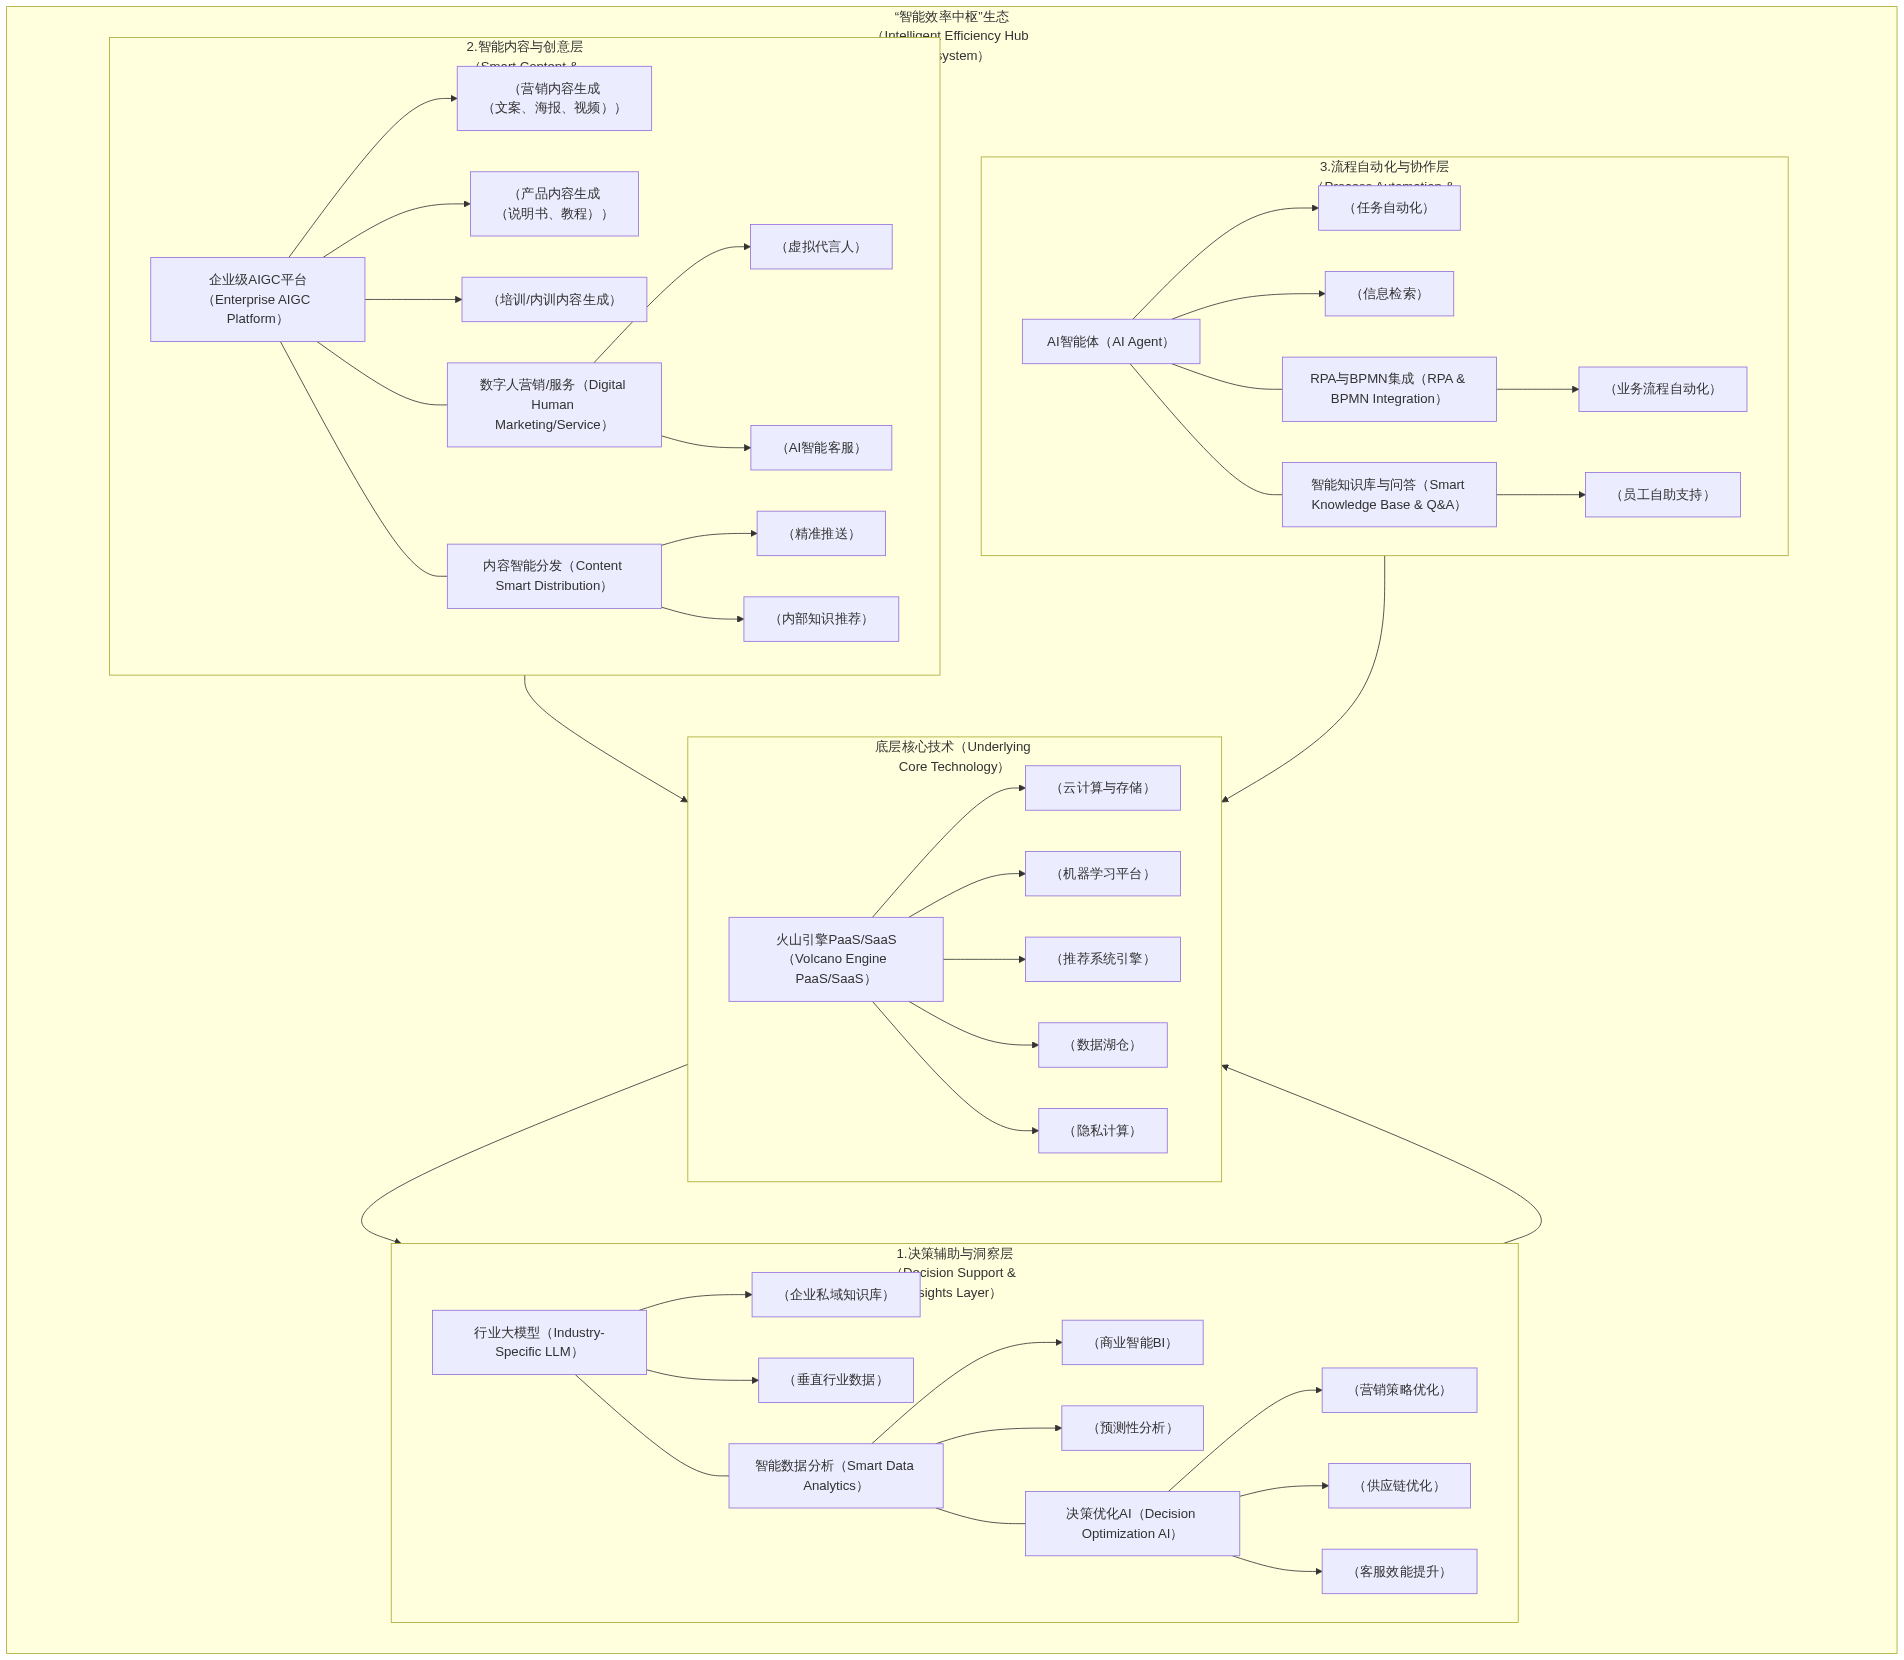 “智能效率中枢”生态
（Intelligent Efficiency Hub
system）
2.智能内容与创意层
（Smart Content &
（营销内容生成
（文案、海报、视频））
（产品内容生成
（说明书、教程））
（虚拟代言人）
企业级AIGC平台
（Enterprise AIGC
Platform）
（培训/内训内容生成）
数字人营销/服务（Digital
Human
Marketing/Service）
（AI智能客服）
（精准推送）
内容智能分发（Content
Smart Distribution）
（内部知识推荐）
3.流程自动化与协作层
（Process Automation &
（任务自动化）
（信息检索）
AI智能体（AI Agent）
RPA与BPMN集成（RPA &
BPMN Integration）
（业务流程自动化）
智能知识库与问答（Smart
Knowledge Base & Q&A）
（员工自助支持）
底层核心技术（Underlying
Core Technology）
（云计算与存储）
（机器学习平台）
火山引擎PaaS/SaaS
（Volcano Engine
PaaS/SaaS）
（推荐系统引擎）
（数据湖仓）
（隐私计算）
1.决策辅助与洞察层
（Decision Support &
sights Layer）
（企业私域知识库）
行业大模型（Industry-
Specific LLM）
（垂直行业数据）
（商业智能BI）
（预测性分析）
智能数据分析（Smart Data
Analytics）
（营销策略优化）
（供应链优化）
决策优化AI（Decision
Optimization AI）
（客服效能提升）